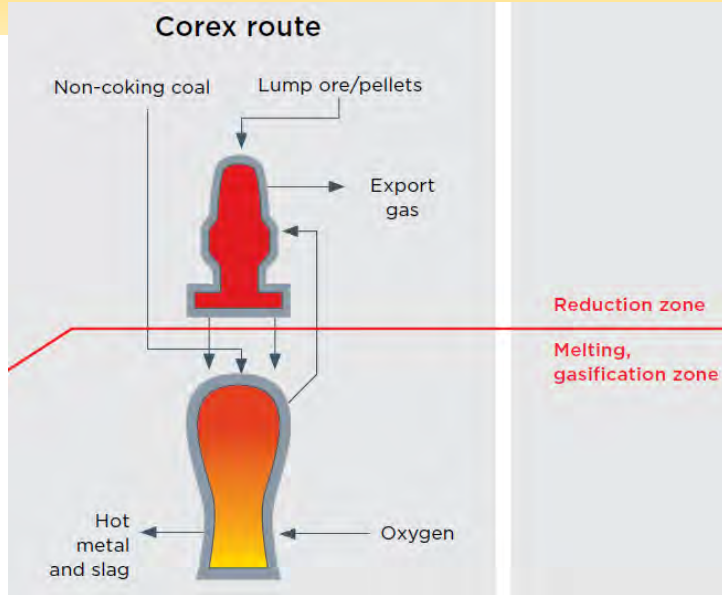 Corex route
Non-coking coal
Lump ore/pellets
Export
gas
Reduction zone
Melting,
gasification zone
Hot
metal
and slag
Oxygen